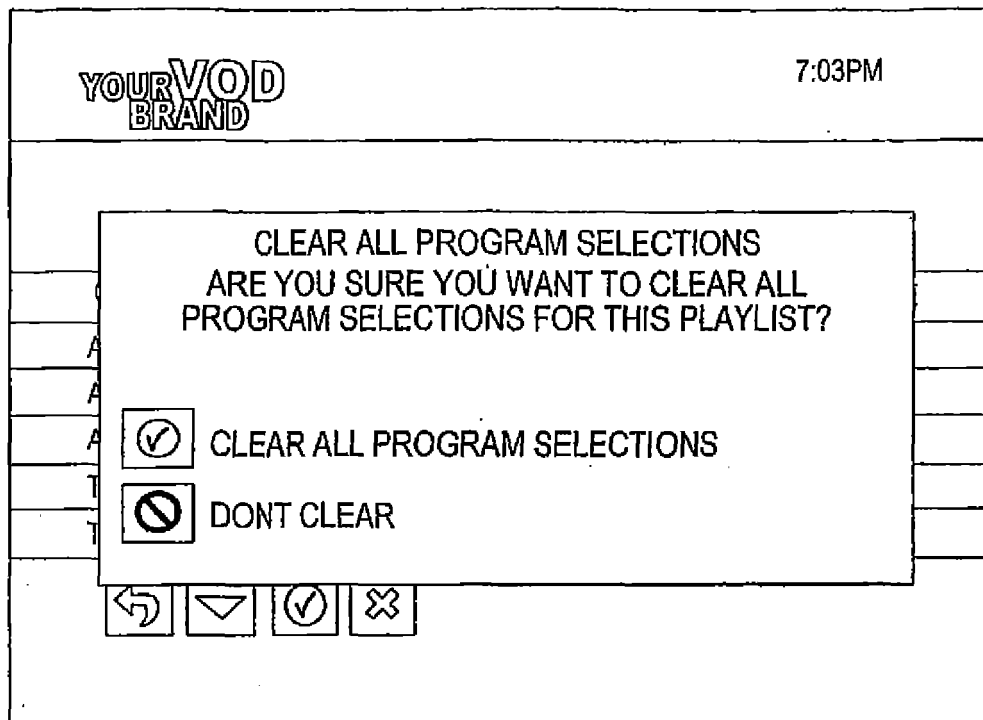 YOUR VOD
BRAND
7:03PM
CLEAR ALL PROGRAM SELECTIONS
ARE YOU SURE YOU WANT TO CLEAR ALL
PROGRAM SELECTIONS FOR THIS PLAYLIST?
A
A
A
CLEAR ALL PROGRAM SELECTIONS
T
DONT CLEAR
T